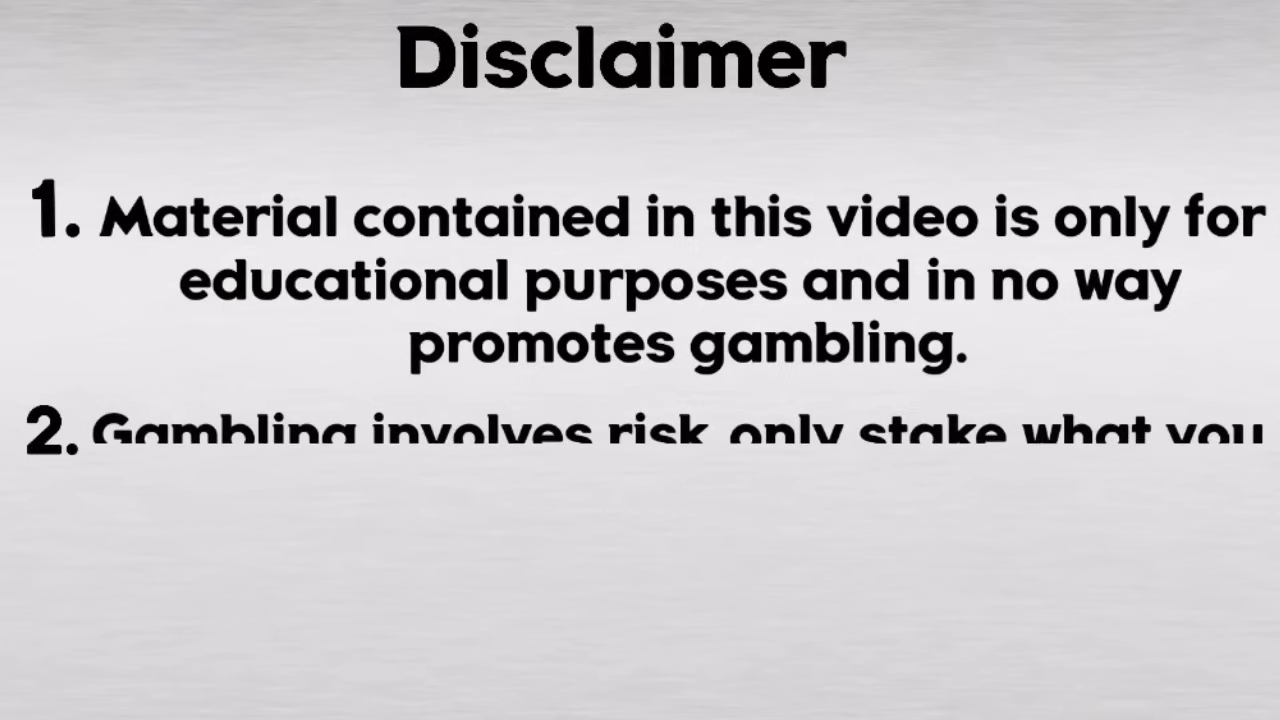 Disclaimer
1. Material contained in this video is only for
educational purposes and in no way
promotes gambling.
2. Gambling involves risk, only stake what you